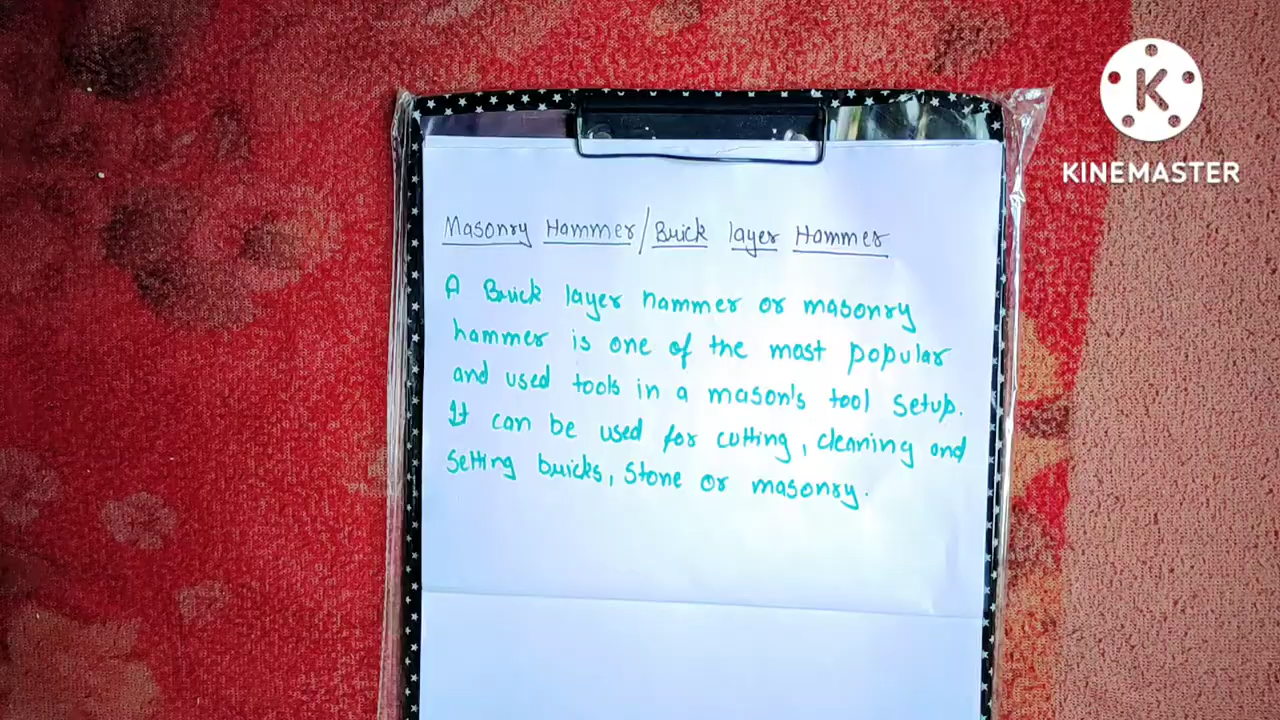 Masonry Hammer/Brick layer Hammer
A Brick layer hammer or masonry
hammer is one of the most popular
and used tools in a mason's tool setup.
It can be used for cutting, cleaning and
Setting bricks, Stone or masonry.
K
KINEMASTER